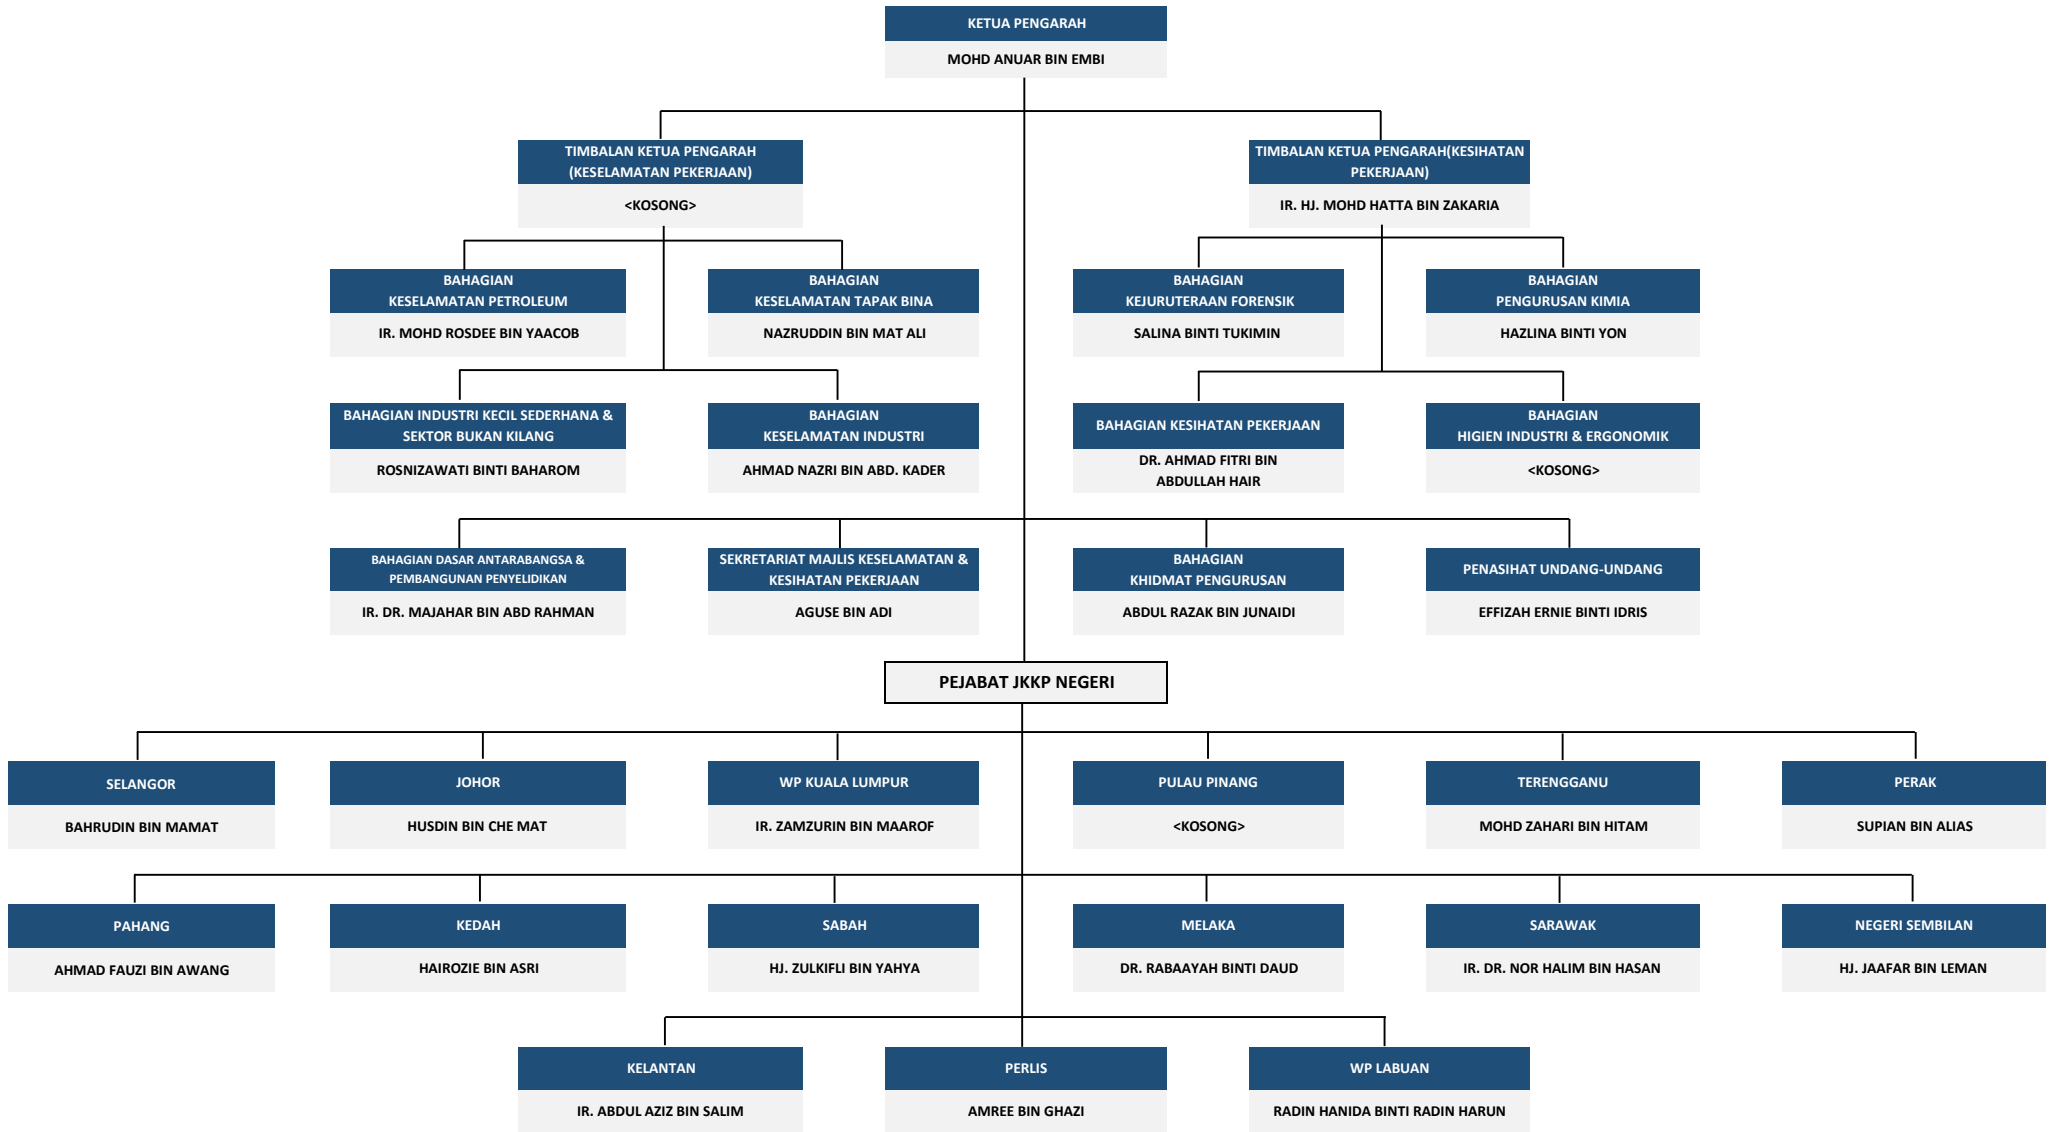 KETUA PENGARAH
MOHD ANUAR BIN EMBI
TIMBALAN KETUA PENGARAH
(KESELAMATAN PEKERJAAN)
<KOSONG>
TIMBALAN KETUA PENGARAH(KESIHATAN
PEKERJAAN)
IR. HJ. MOHD HATTA BIN ZAKARIA
BAHAGIAN
KESELAMATAN PETROLEUM
IR. MOHD ROSDEE BIN YAACOB
BAHAGIAN
KESELAMATAN TAPAK BINA
NAZRUDDIN BIN MAT ALI
BAHAGIAN
KEJURUTERAAN FORENSIK
SALINA BINTI TUKIMIN
BAHAGIAN
PENGURUSAN KIMIA
HAZLINA BINTI YON
BAHAGIAN INDUSTRI KECIL SEDERHANA &
SEKTOR BUKAN KILANG
ROSNIZAWATI BINTI BAHAROM
BAHAGIAN
KESELAMATAN INDUSTRI
AHMAD NAZRI BIN ABD. KADER
BAHAGIAN KESIHATAN PEKERJAAN
DR. AHMAD FITRI BIN
ABDULLAH HAIR
BAHAGIAN
HIGIEN INDUSTRI & ERGONOMIK
<KOSONG>
BAHAGIAN DASAR ANTARABANGSA &
PEMBANGUNAN PENYELIDIKAN
IR. DR. MAJAHAR BIN ABD RAHMAN
SEKRETARIAT MAJLIS KESELAMATAN &
KESIHATAN PEKERJAAN
AGUSE BIN ADI
BAHAGIAN
KHIDMAT PENGURUSAN
ABDUL RAZAK BIN JUNAIDI
PENASIHAT UNDANG-UNDANG
EFFIZAH ERNIE BINTI IDRIS
PEJABAT JKKP NEGERI
SELANGOR
BAHRUDIN BIN MAMAT
JOHOR
HUSDIN BIN CHE MAT
WP KUALA LUMPUR
IR. ZAMZURIN BIN MAAROF
PULAU PINANG
<KOSONG>
TERENGGANU
MOHD ZAHARI BIN HITAM
PERAK
SUPIAN BIN ALIAS
PAHANG
AHMAD FAUZI BIN AWANG
KEDAH
HAIROZIE BIN ASRI
SABAH
HJ. ZULKIFLI BIN YAHYA
MELAKA
DR. RABAAYAH BINTI DAUD
SARAWAK
IR. DR. NOR HALIM BIN HASAN
NEGERI SEMBILAN
HJ. JAAFAR BIN LEMAN
KELANTAN
IR. ABDUL AZIZ BIN SALIM
PERLIS
AMREE BIN GHAZI
WP LABUAN
RADIN HANIDA BINTI RADIN HARUN